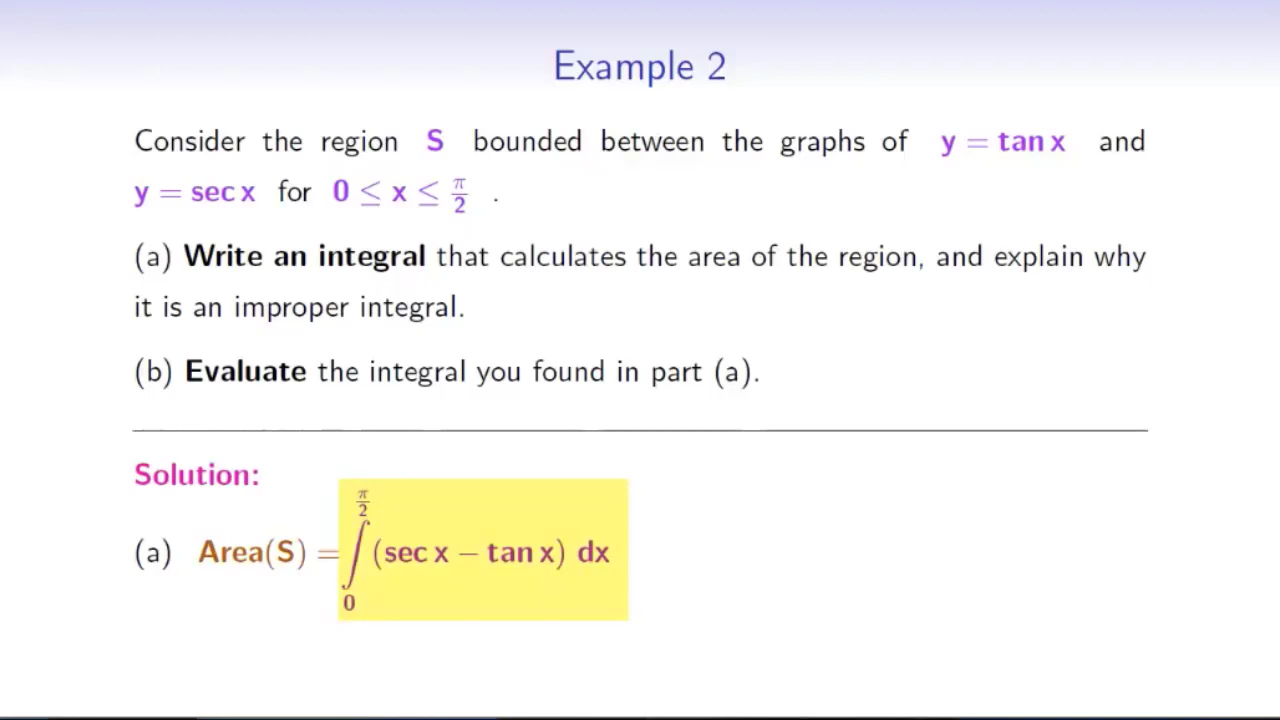 Example 2
Consider the region S bounded between the graphs of y = tan x and
y = sec x for 0 ≤ x ≤ π/2 .
(a) Write an integral that calculates the area of the region, and explain why
it is an improper integral.
(b) Evaluate the integral you found in part (a).
Solution:
(a) Area(S) = ∫₀^(π/2) (sec x − tan x) dx